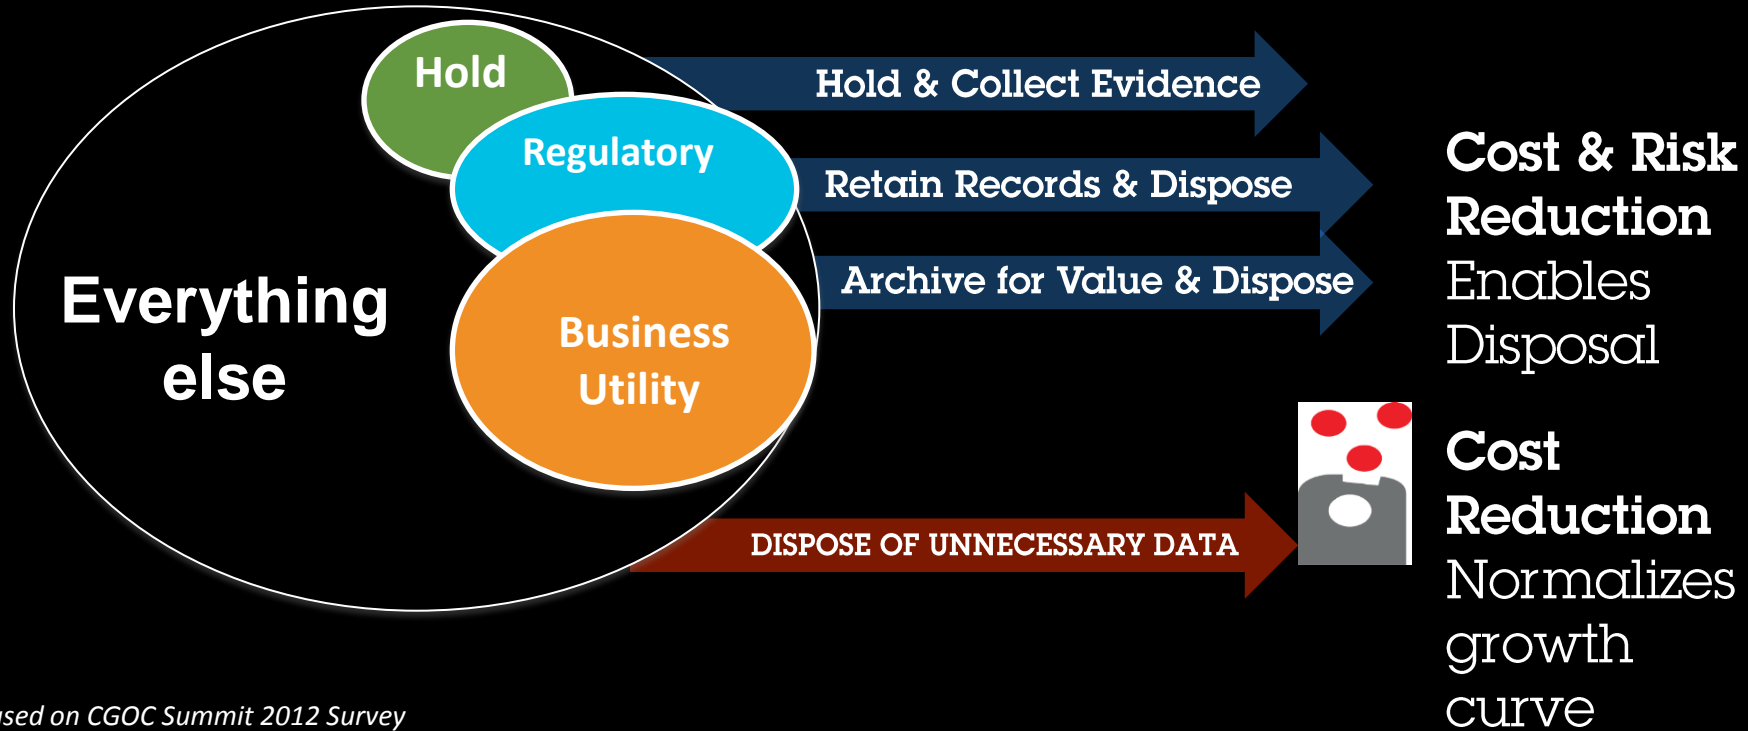 Hold
Regulatory
Business
Utility
Everything
else
Hold & Collect Evidence
Retain Records & Dispose
Archive for Value & Dispose
DISPOSE OF UNNECESSARY DATA
Cost & Risk
Reduction
Enables
Disposal
Cost
Reduction
Normalizes
growth
curve
on CGOC Summit 2012 Survey